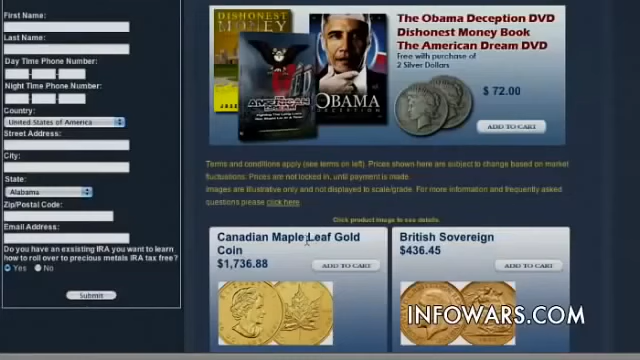 First Name:
Last Name:
Day Time Phone Number:
Night Time Phone Number:
Country:
United States of America
Street Address:
City:
State:
Alabama
Zip/Postal Code:
Email Address:
Do you have an exsisting IRA you want to learn
how to roll over to precious metals IRA tax free?
Yes No
Submit
DISHONEST
MONEY
OBAMA
DECEPTION
The Obama Deception DVD
Dishonest Money Book
The American Dream DVD
Free with purchase of
2 Silver Dollars
$ 72.00
ADD TO CART
Terms and conditions apply (see terms on left). Prices shown here are subject to change based on market
fluctuations. Prices are not locked in, until payment is made.
Images are Illustrative only and not displayed to scale/grade. For more information and frequently asked
questions please click here.
Click product image to see details.
Canadian Maple Leaf Gold
Coin
$1,736.88
ADD TO CART
British Sovereign
$436.45
ADD TO CART
INFOWARS.COM